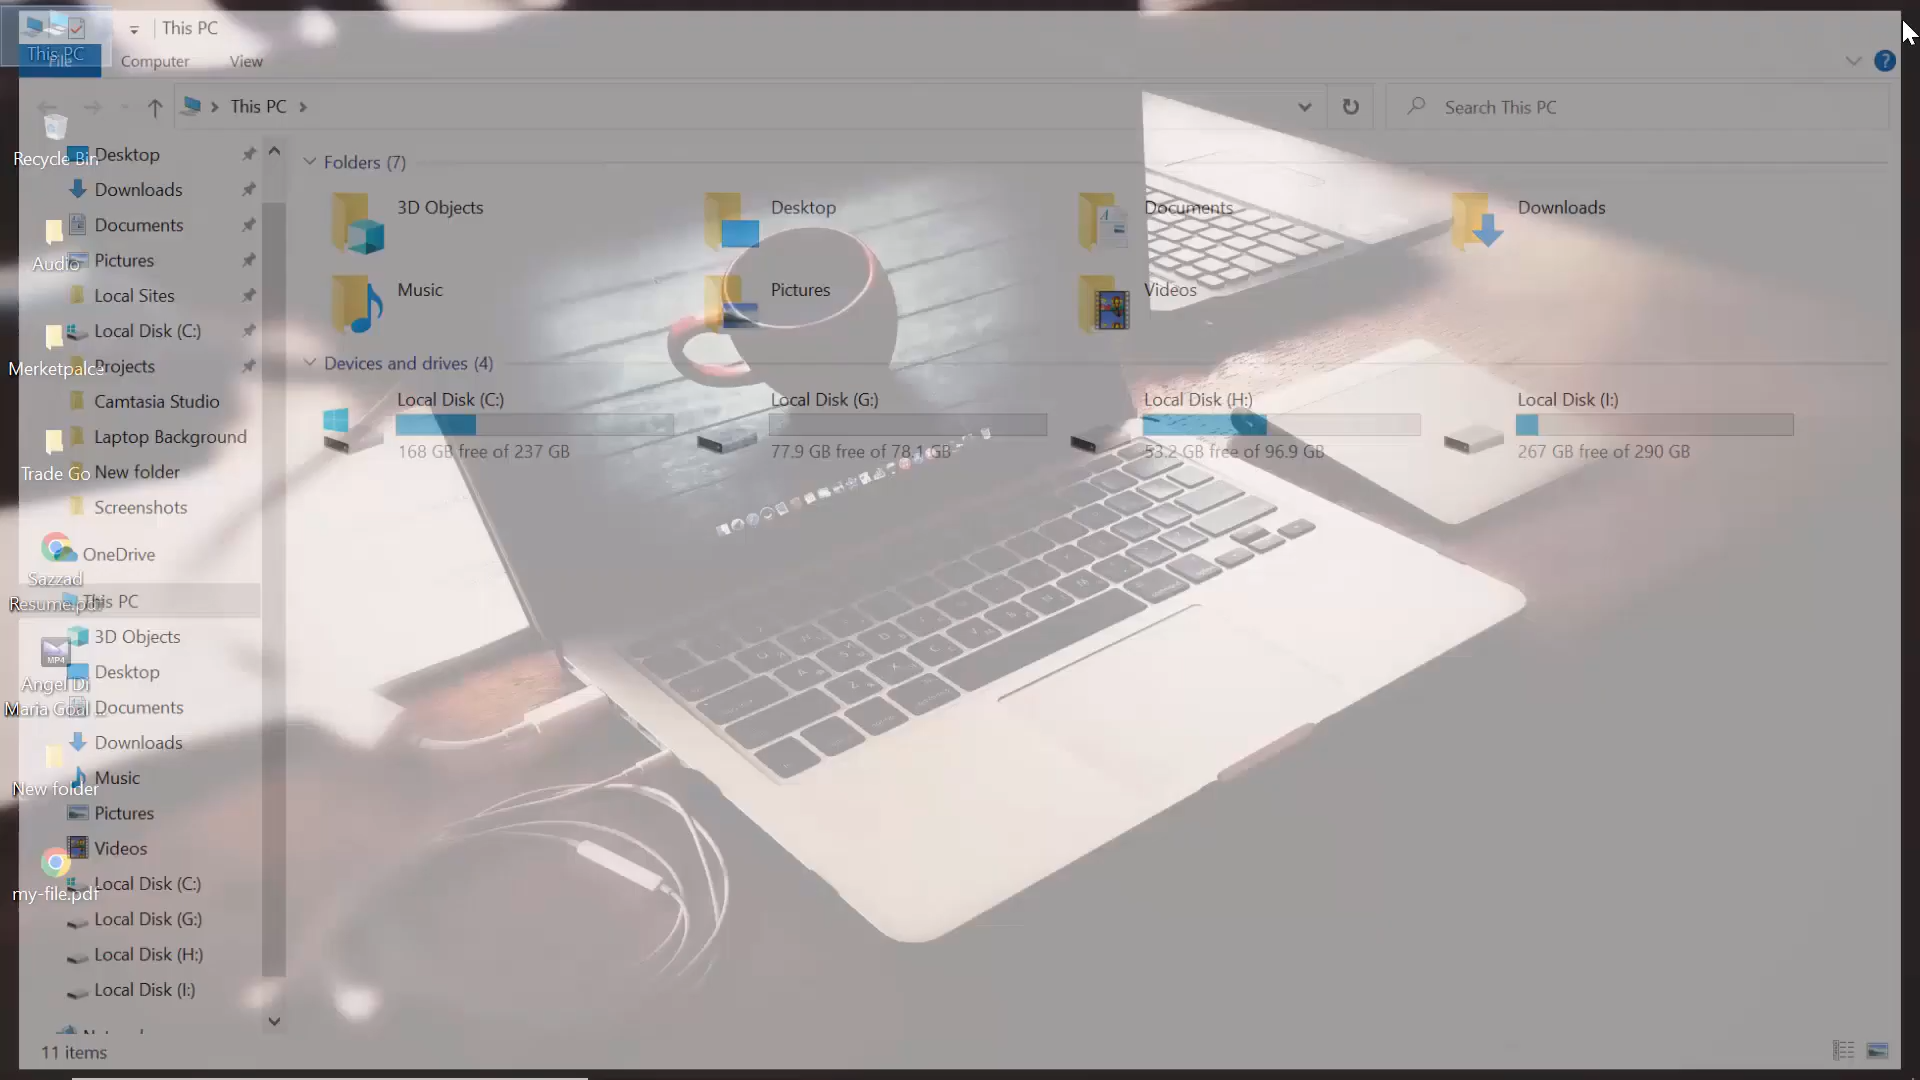 This PC
This PC
File
Computer
View
This PC
Search This PC
Recycle Bin
Desktop
Downloads
Documents
Audio
Pictures
Local Sites
Local Disk (C:)
Merketpalce
Projects
Camtasia Studio
Laptop Background
Trade Go
New folder
Screenshots
OneDrive
Sazzad
Resume.pdf
This PC
3D Objects
Desktop
Angel Di
Maria Goal ...
Documents
Downloads
Music
New folder
Pictures
Videos
Local Disk (C:)
my-file.pdf
Local Disk (G:)
Local Disk (H:)
Local Disk (I:)
Folders (7)
3D Objects
Desktop
Documents
Downloads
Music
Pictures
Videos
Devices and drives (4)
Local Disk (C:)
168 GB free of 237 GB
Local Disk (G:)
77.9 GB free of 78.1 GB
Local Disk (H:)
53.2 GB free of 96.9 GB
Local Disk (I:)
267 GB free of 290 GB
MP4
11 items